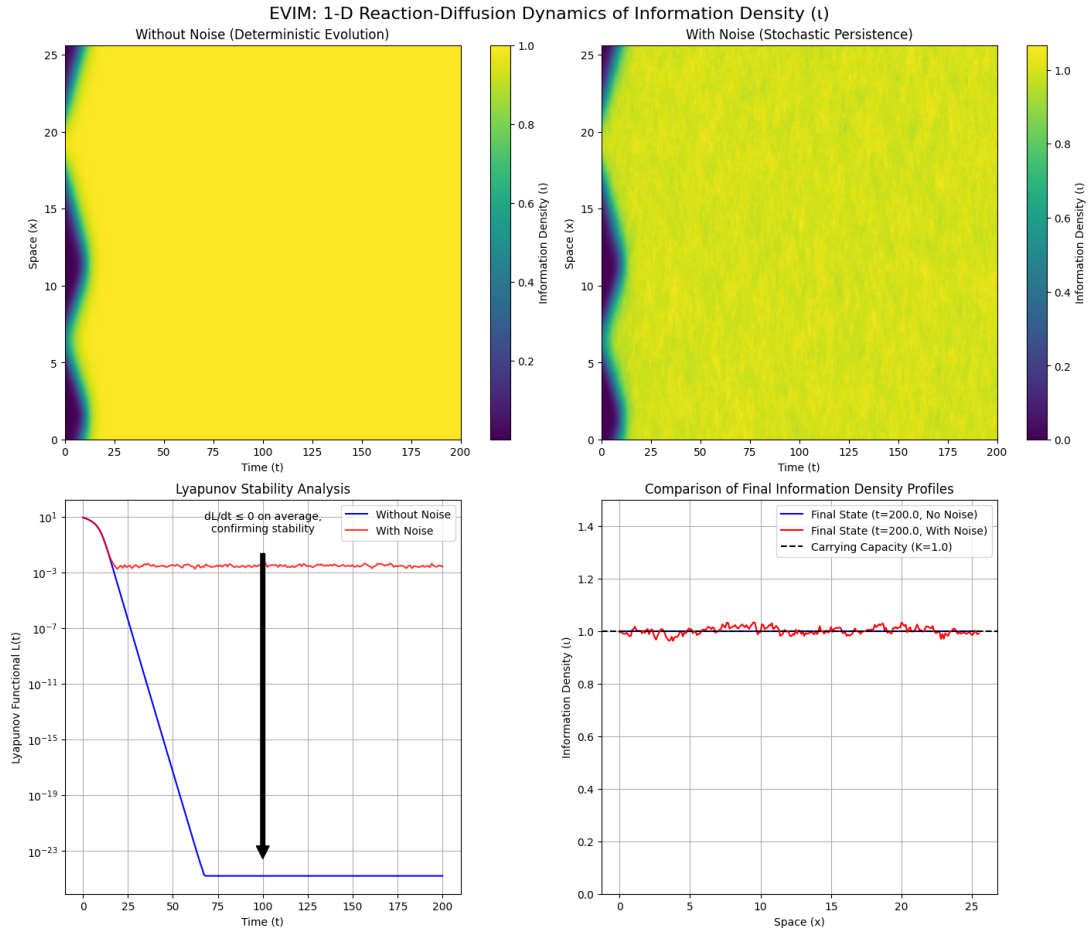 EVIM: 1-D Reaction-Diffusion Dynamics of Information Density (ι)
Without Noise (Deterministic Evolution)
25
20
15
10
5
0
Space (x)
0 25 50 75 100 125 150 175 200
Time (t)
1.0
0.8
0.6
0.4
0.2
Information Density (ι)
With Noise (Stochastic Persistence)
25
20
15
10
5
0
Space (x)
0 25 50 75 100 125 150 175 200
Time (t)
1.0
0.8
0.6
0.4
0.2
0.0
Information Density (ι)
Lyapunov Stability Analysis
10¹
10⁻³
10⁻⁷
10⁻¹¹
10⁻¹⁵
10⁻¹⁹
10⁻²³
Lyapunov Functional L(t)
dL/dt ≤ 0 on average,
confirming stability
Without Noise
With Noise
0 25 50 75 100 125 150 175 200
Time (t)
Comparison of Final Information Density Profiles
1.4
1.2
1.0
0.8
0.6
0.4
0.2
0.0
Information Density (ι)
Final State (t=200.0, No Noise)
Final State (t=200.0, With Noise)
Carrying Capacity (K=1.0)
0 5 10 15 20 25
Space (x)